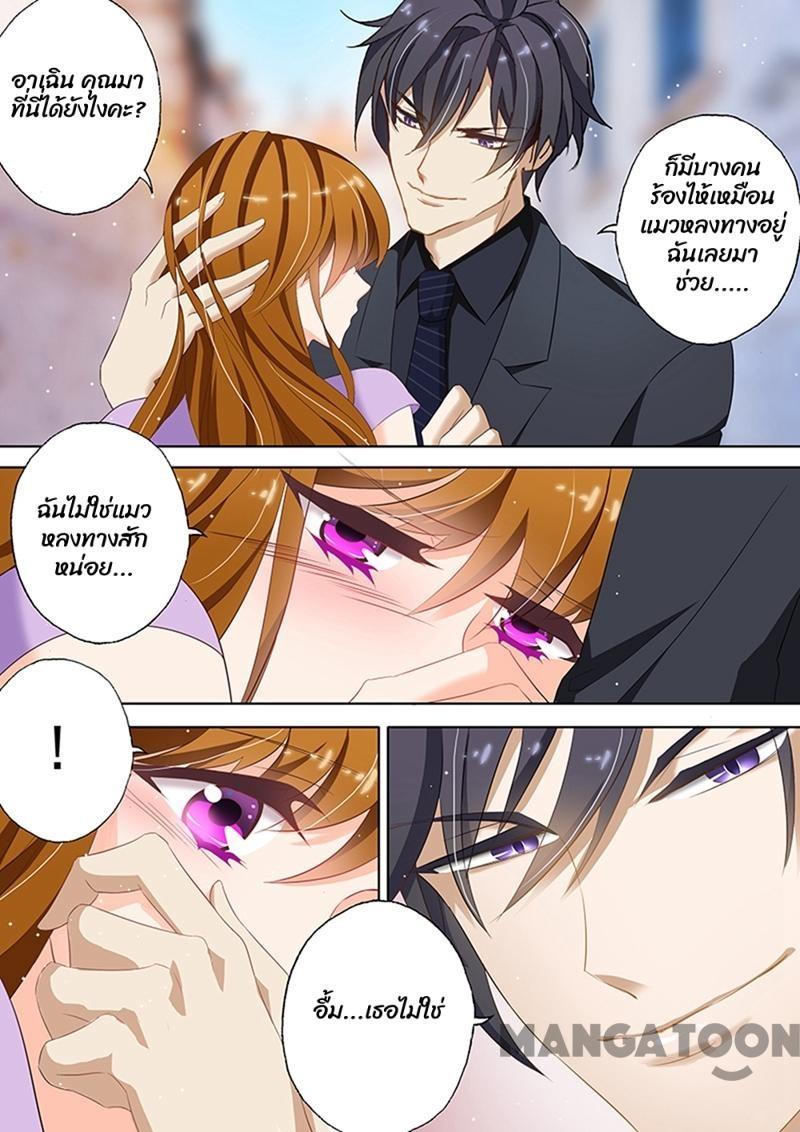 อาเฉิน คุณมา
ที่นี่ได้ยังไงคะ?
ก็มีบางคน
ร้องไห้เหมือน
แมวหลงทางอยู่
ฉันเลยมา
ช่วย.....
ฉันไม่ใช่แมว
หลงทางสัก
หน่อย...
!
อื้ม...เธอไม่ใช่
MANGATOON